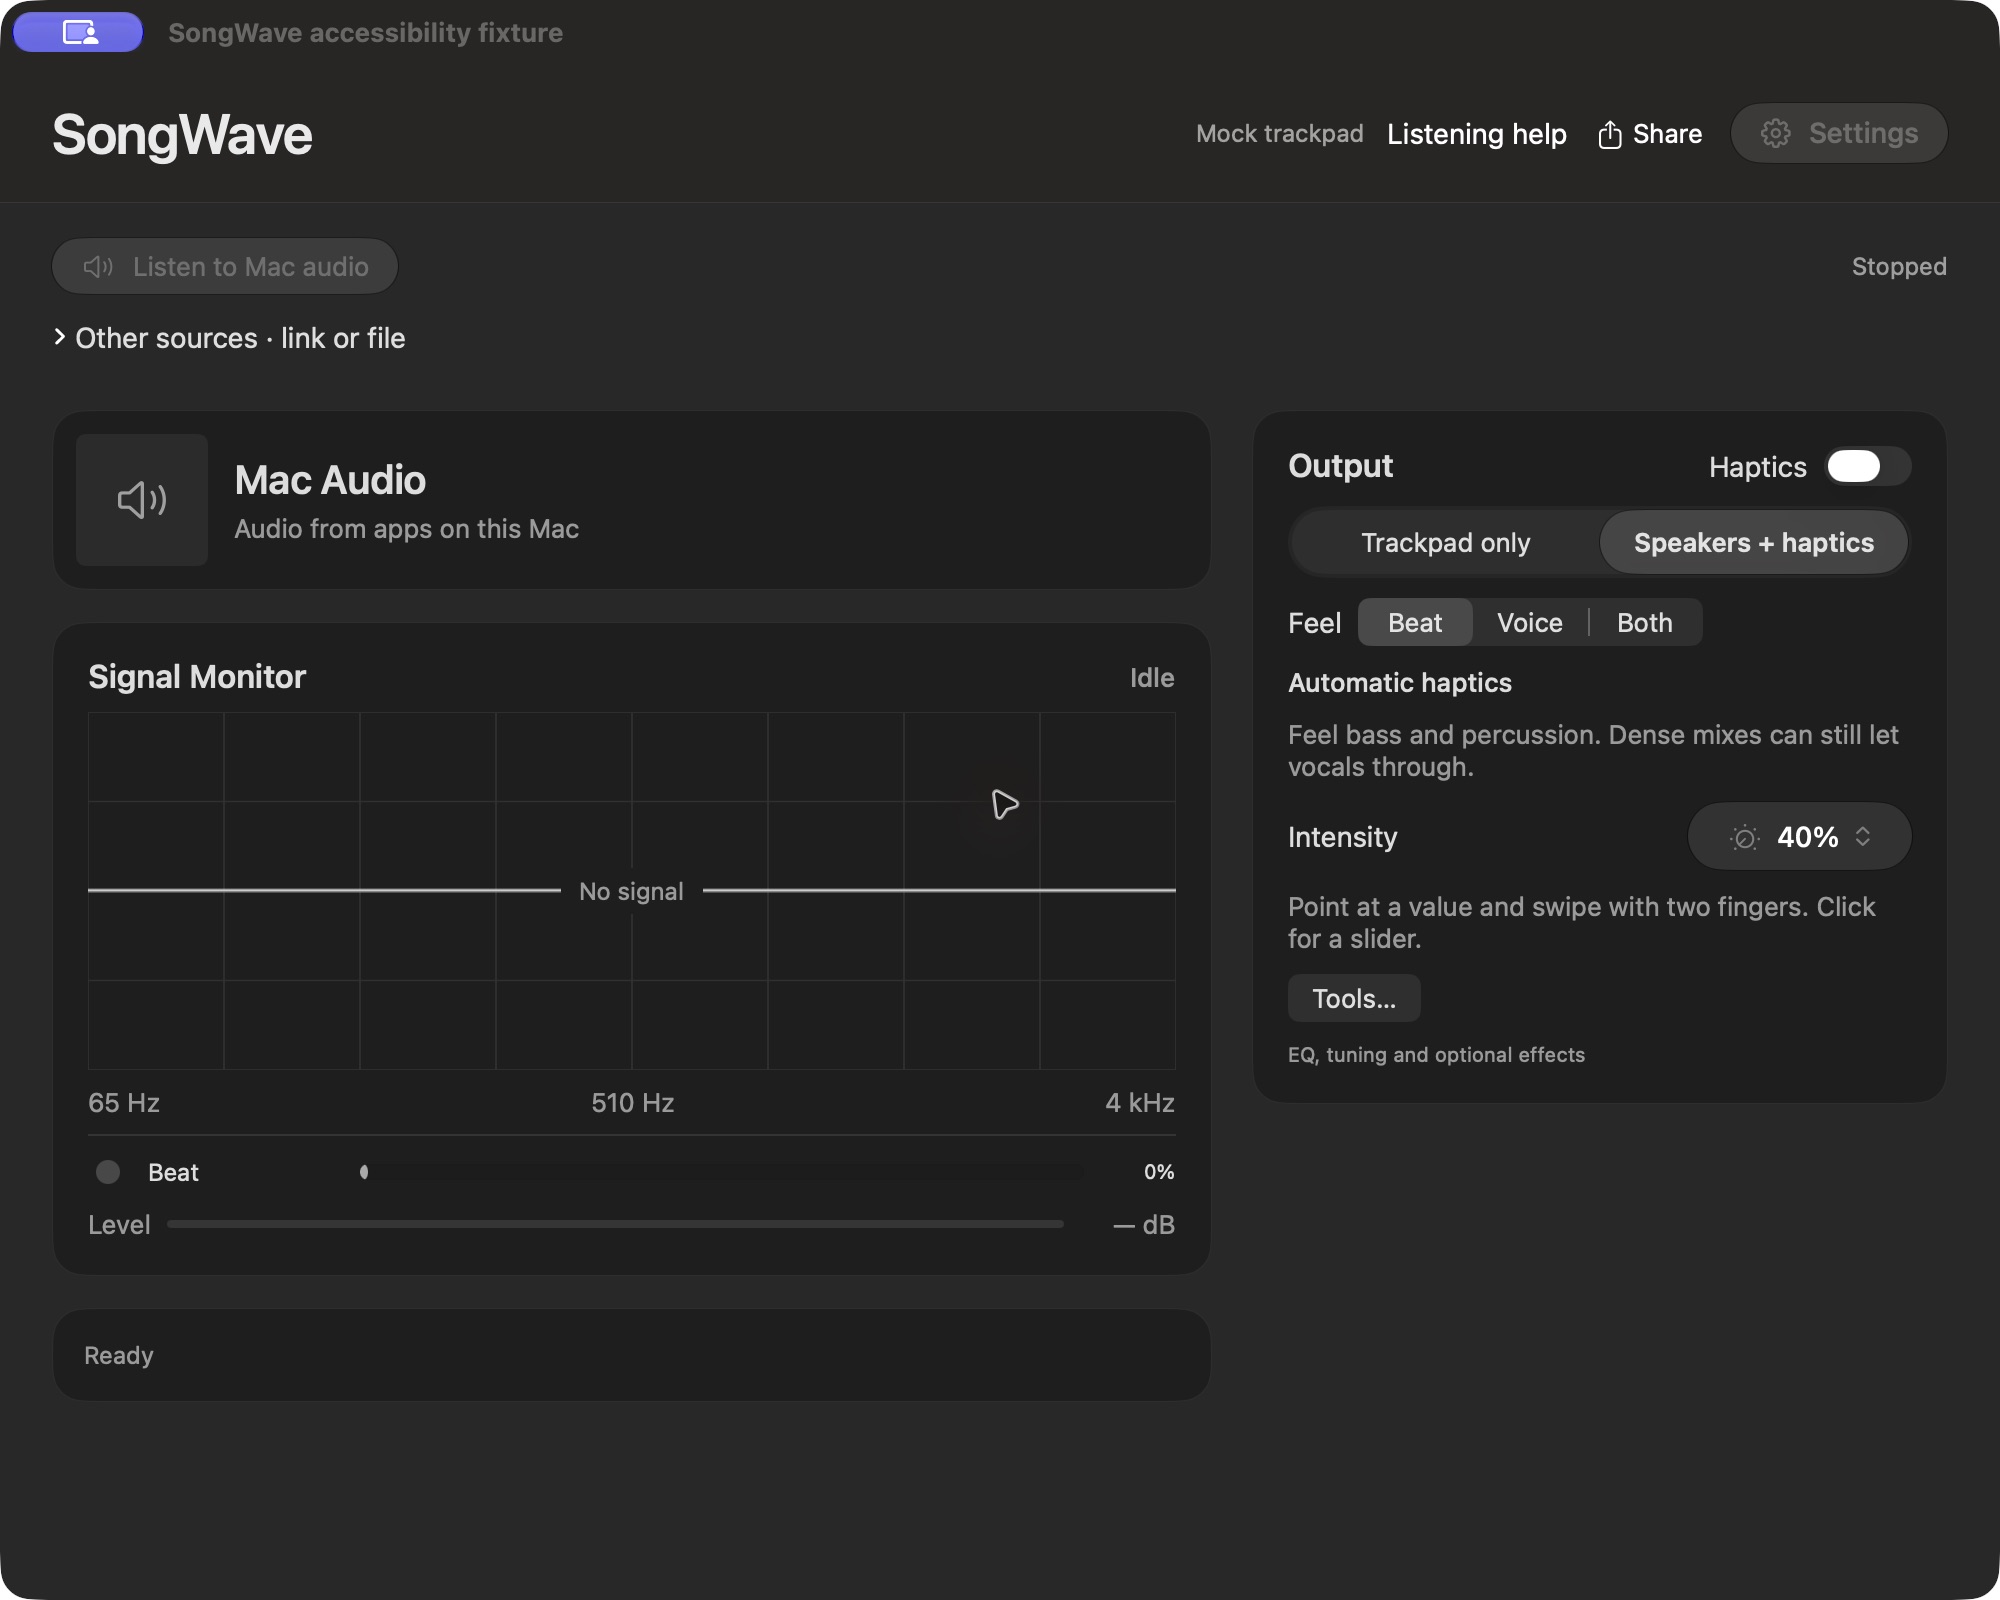 SongWave accessibility fixture
SongWave
Mock trackpad
Listening help
Share
Settings
Listen to Mac audio
Stopped
Other sources · link or file
Mac Audio
Audio from apps on this Mac
Signal Monitor
Idle
No signal
65 Hz
510 Hz
4 kHz
Beat
0%
Level
— dB
Ready
Output
Haptics
Trackpad only
Speakers + haptics
Feel
Beat
Voice
Both
Automatic haptics
Feel bass and percussion. Dense mixes can still let
vocals through.
Intensity
40%
Point at a value and swipe with two fingers. Click
for a slider.
Tools...
EQ, tuning and optional effects